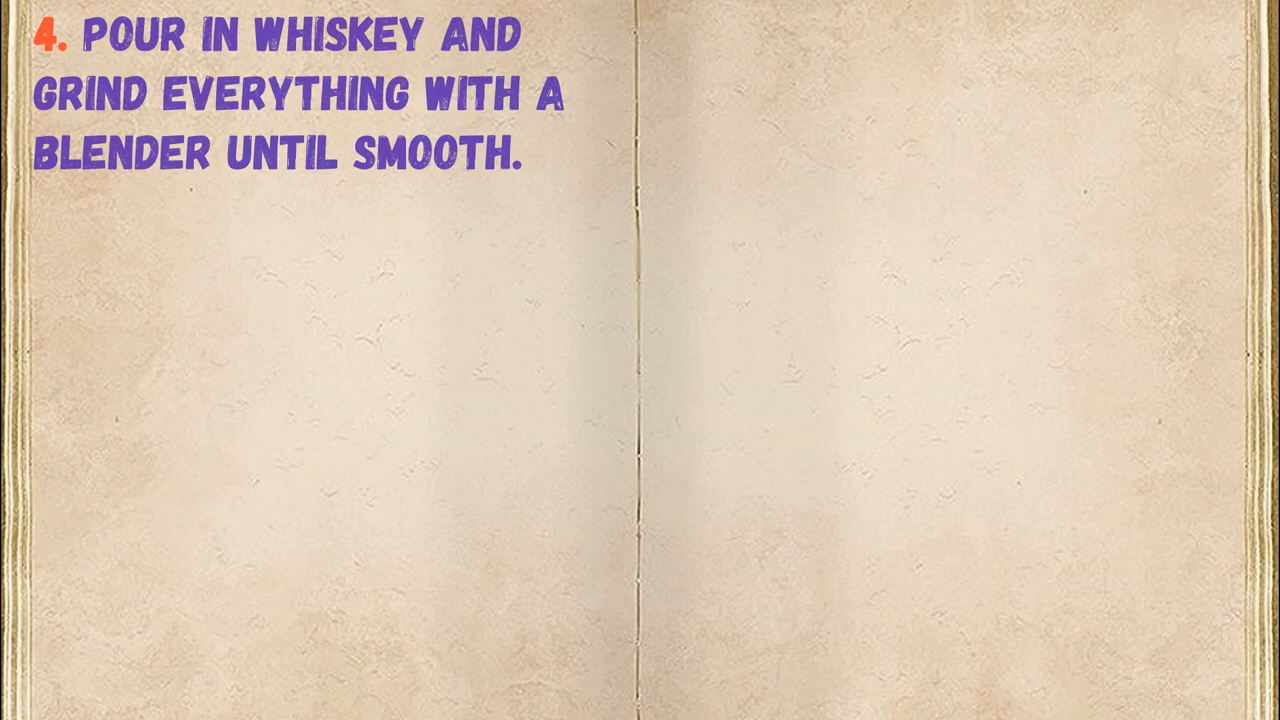 4. POUR IN WHISKEY AND
GRIND EVERYTHING WITH A
BLENDER UNTIL SMOOTH.